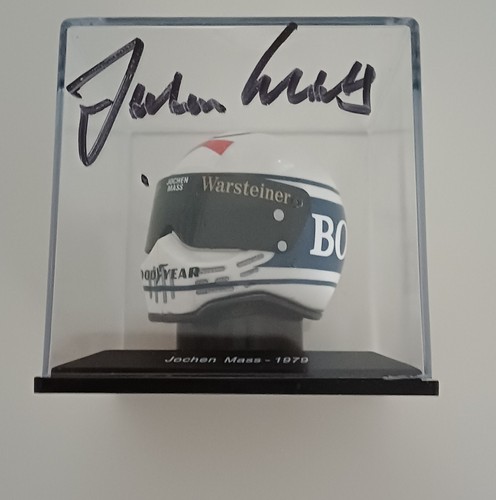 Jochen Mass
JOCHEN
MASS
Warsteiner
BO
GOODYEAR
Jochen Mass - 1979